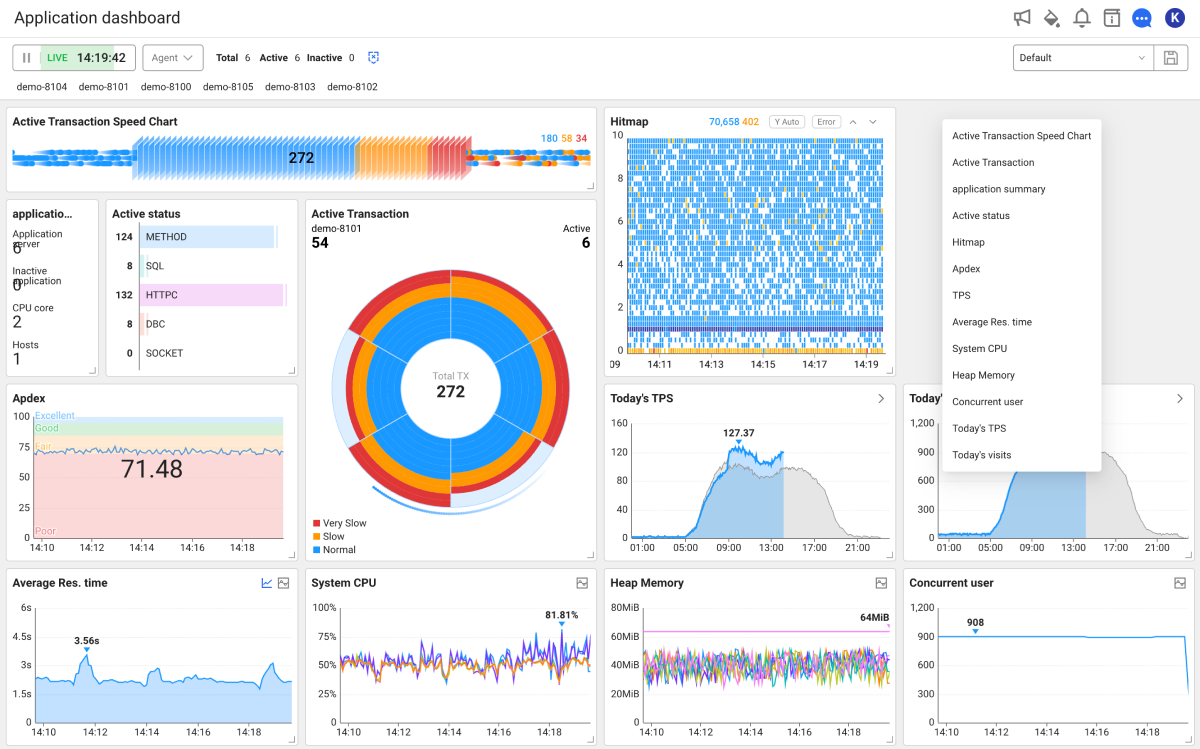 Application dashboard
K
LIVE 14:19:42
Agent
Total 6 Active 6 Inactive 0
Default
demo-8104 demo-8101 demo-8100 demo-8105 demo-8103 demo-8102
Active Transaction Speed Chart
180 58 34
272
Hitmap
70,658 402
Y Auto
Error
10
8
6
4
2
0
09 14:11 14:13 14:15 14:17 14:19
Active Transaction Speed Chart
Active Transaction
application summary
Active status
Hitmap
Apdex
TPS
Average Res. time
System CPU
Heap Memory
Concurrent user
Today's TPS
Today's visits
applicatio...
Application server
6
Inactive application
0
CPU core
2
Hosts
1
Active status
124 METHOD
8 SQL
132 HTTPC
8 DBC
0 SOCKET
Active Transaction
demo-8101
54
Active
6
Total TX
272
Very Slow
Slow
Normal
Apdex
100
75
50
25
0
Excellent
Good
Fair
71.48
Poor
14:10 14:12 14:14 14:16 14:18
Today's TPS
160
120
80
40
0
127.37
01:00 05:00 09:00 13:00 17:00 21:00
Today'
1,200
900
600
300
0
01:00 05:00 09:00 13:00 17:00 21:00
Average Res. time
6s
4.5s
3s
1.5s
0
3.56s
14:10 14:12 14:14 14:16 14:18
System CPU
100%
75%
50%
25%
0
81.81%
14:10 14:12 14:14 14:16 14:18
Heap Memory
80MiB
60MiB
40MiB
20MiB
0
64MiB
14:10 14:12 14:14 14:16 14:18
Concurrent user
1,200
900
600
300
0
908
14:10 14:12 14:14 14:16 14:18